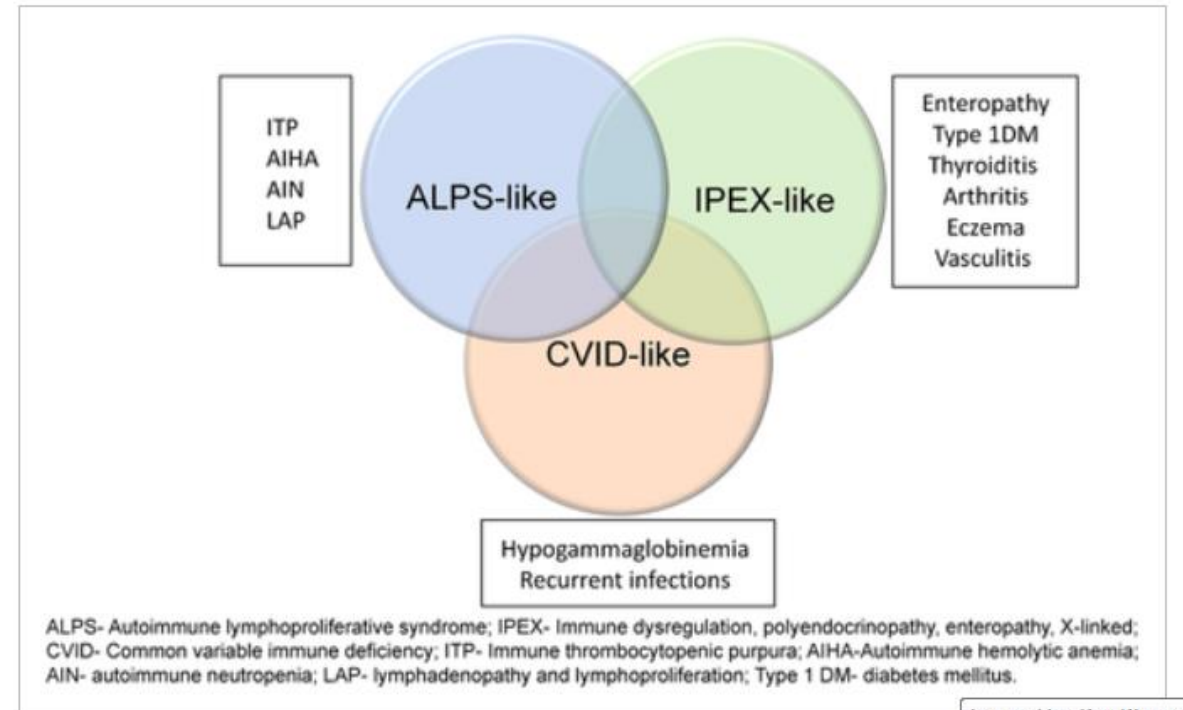 ITP
AIHA
AIN
LAP
ALPS-like
IPEX-like
Enteropathy
Type 1DM
Thyroiditis
Arthritis
Eczema
Vasculitis
CVID-like
Hypogammaglobinemia
Recurrent infections
ALPS- Autoimmune lymphoproliferative syndrome; IPEX- Immune dysregulation, polyendocrinopathy, enteropathy, X-linked;
CVID- Common variable immune deficiency; ITP- Immune thrombocytopenic purpura; AIHA-Autoimmune hemolytic anemia;
AIN- autoimmune neutropenia; LAP- lymphadenopathy and lymphoproliferation; Type 1 DM- diabetes mellitus.